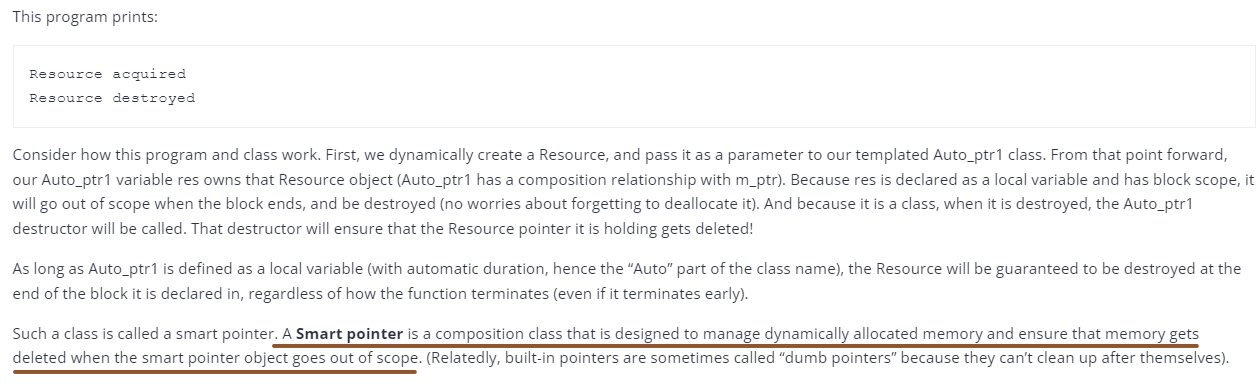 This program prints:
Resource acquired
Resource destroyed
Consider how this program and class work. First, we dynamically create a Resource, and pass it as a parameter to our templated Auto_ptr1 class. From that point forward,
our Auto_ptr1 variable res owns that Resource object (Auto_ptr1 has a composition relationship with m_ptr). Because res is declared as a local variable and has block scope, it
will go out of scope when the block ends, and be destroyed (no worries about forgetting to deallocate it). And because it is a class, when it is destroyed, the Auto_ptr1
destructor will be called. That destructor will ensure that the Resource pointer it is holding gets deleted!
As long as Auto_ptr1 is defined as a local variable (with automatic duration, hence the “Auto” part of the class name), the Resource will be guaranteed to be destroyed at the
end of the block it is declared in, regardless of how the function terminates (even if it terminates early).
Such a class is called a smart pointer. A Smart pointer is a composition class that is designed to manage dynamically allocated memory and ensure that memory gets
deleted when the smart pointer object goes out of scope. (Relatedly, built-in pointers are sometimes called “dumb pointers” because they can’t clean up after themselves).